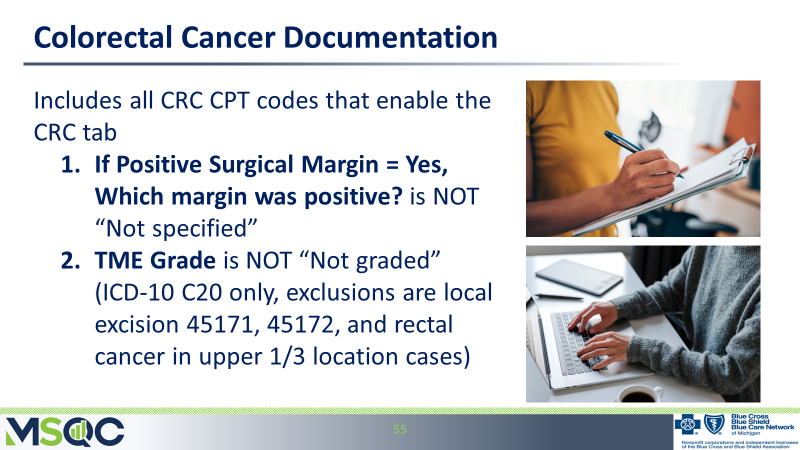 Colorectal Cancer Documentation
Includes all CRC CPT codes that enable the
CRC tab
1. If Positive Surgical Margin = Yes,
Which margin was positive? is NOT
“Not specified”
2. TME Grade is NOT “Not graded”
(ICD-10 C20 only, exclusions are local
excision 45171, 45172, and rectal
cancer in upper 1/3 location cases)
MSQC
55
Blue Cross
Blue Shield
Blue Care Network
of Michigan
Nonprofit corporations and independent licensees
of the Blue Cross and Blue Shield Association